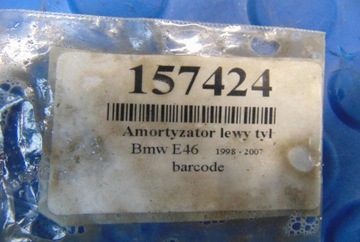 157424
Amortyzator lewy tył
Bmw E46 1998 - 2007
barcode